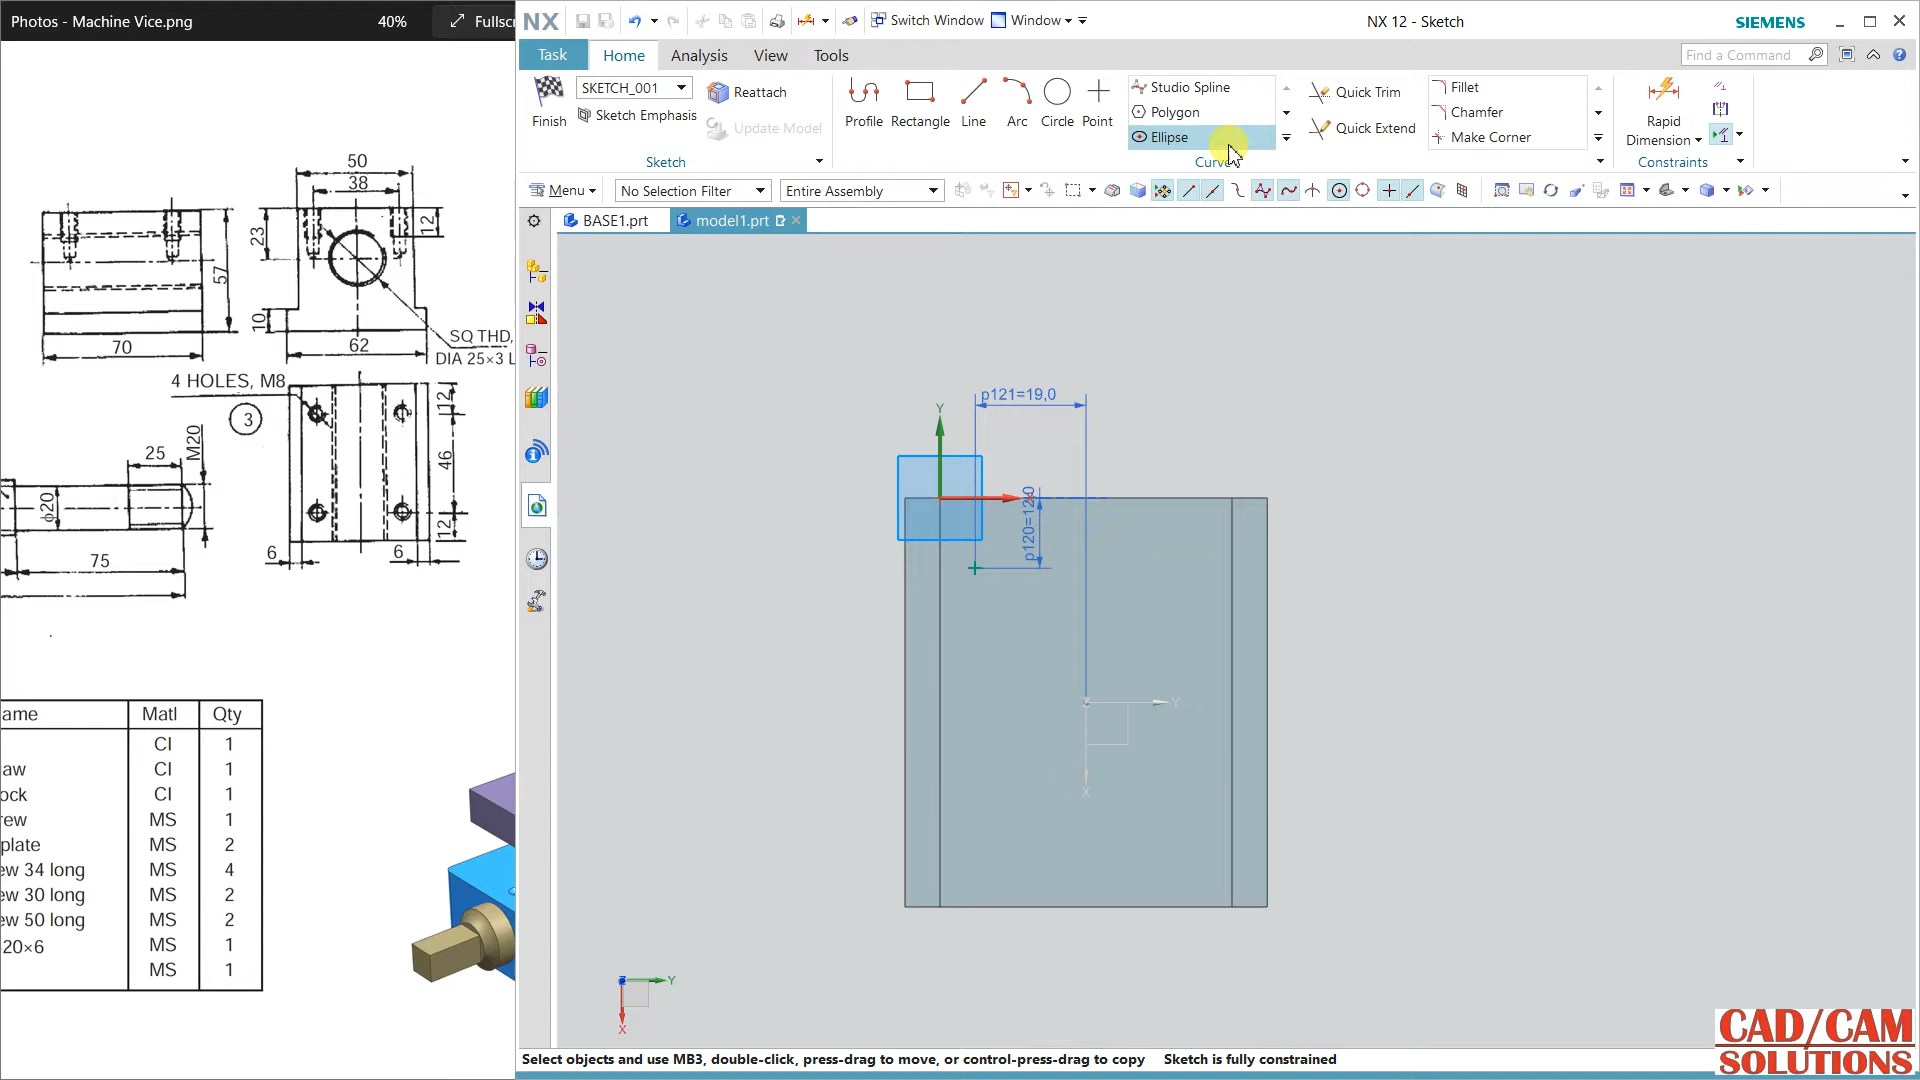 Photos - Machine Vice.png
40%
Fullscr
NX
Switch Window
Window
NX 12 - Sketch
SIEMENS
Task
Home
Analysis
View
Tools
Find a Command
Finish
SKETCH_001
Sketch Emphasis
Reattach
Update Model
Sketch
Profile
Rectangle
Line
Arc
Circle
Point
Studio Spline
Polygon
Ellipse
Quick Trim
Quick Extend
Fillet
Chamfer
Make Corner
Rapid
Dimension
Constraints
Menu
No Selection Filter
Entire Assembly
BASE1.prt
model1.prt
50
38
12
23
57
10
70
62
SQ THD,
DIA 25×3 L
4 HOLES, M8
3
12
46
12
6
6
25
M20
ϕ20
75
ame
Matl
Qty
CI
1
aw
CI
1
ock
CI
1
rew
MS
1
plate
MS
2
ew 34 long
MS
4
ew 30 long
MS
2
ew 50 long
MS
2
20×6
MS
1
MS
1
p121=19,0
p120=12,0
Y
Y
X
Y
X
Select objects and use MB3, double-click, press-drag to move, or control-press-drag to copy
Sketch is fully constrained
CAD/CAM
SOLUTIONS